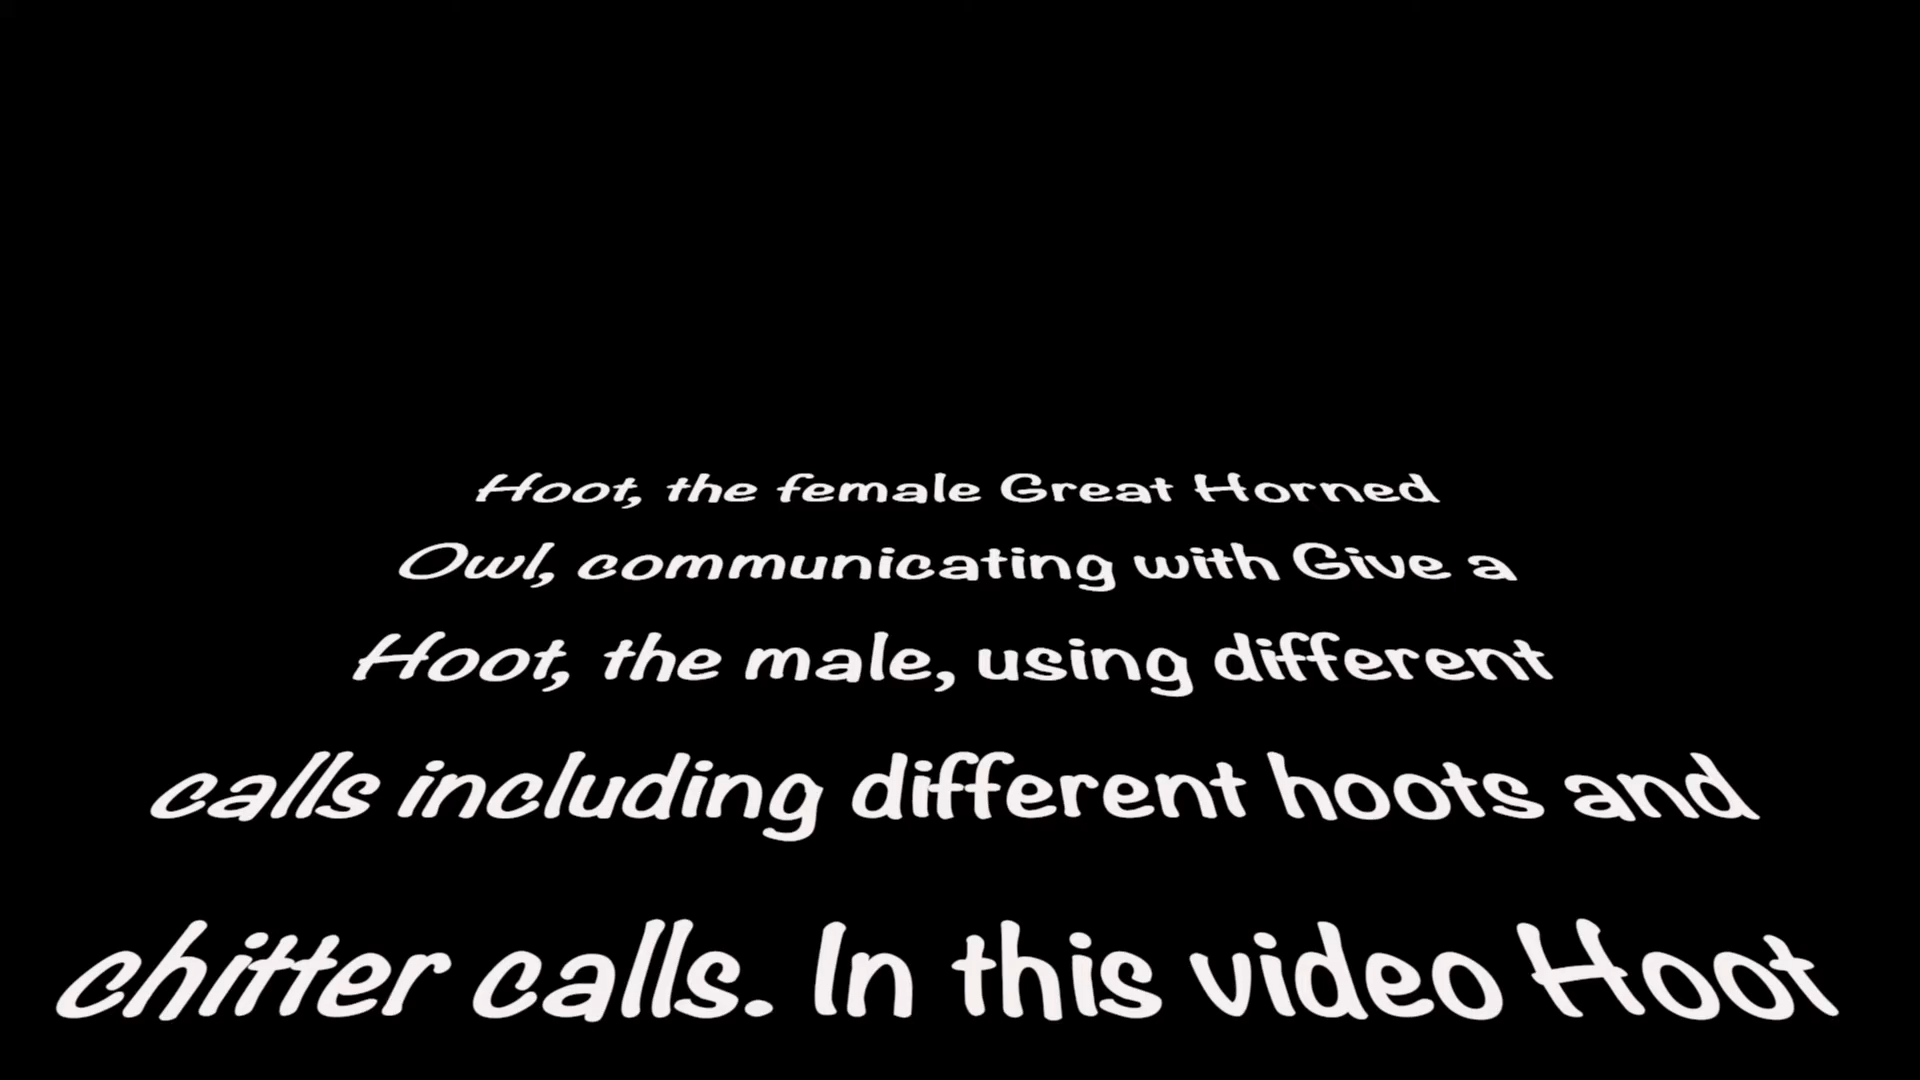 Hoot, the female Great Horned
Owl, communicating with Give a
Hoot, the male, using different
calls including different hoots and
chitter calls. In this video Hoot